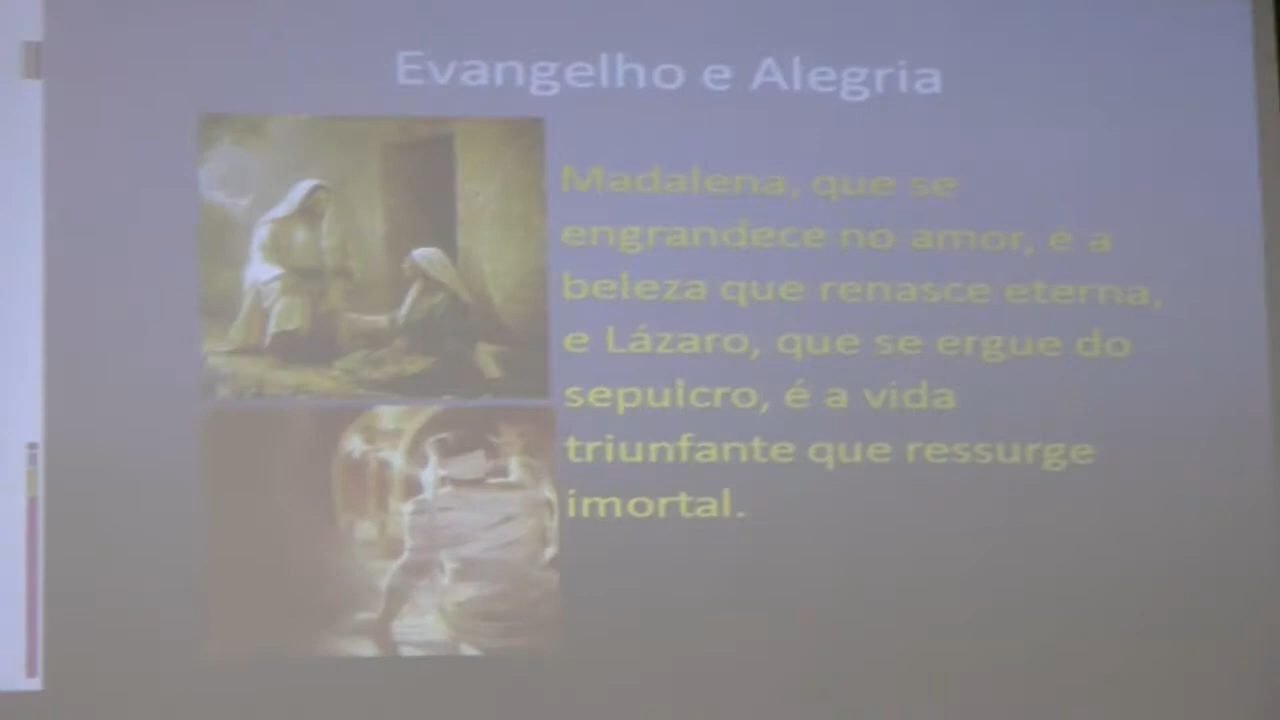 Evangelho e Alegria
Madalena, que se
engrandece no amor, é a
beleza que renasce eterna,
e Lázaro, que se ergue do
sepulcro, é a vida
triunfante que ressurge
imortal.